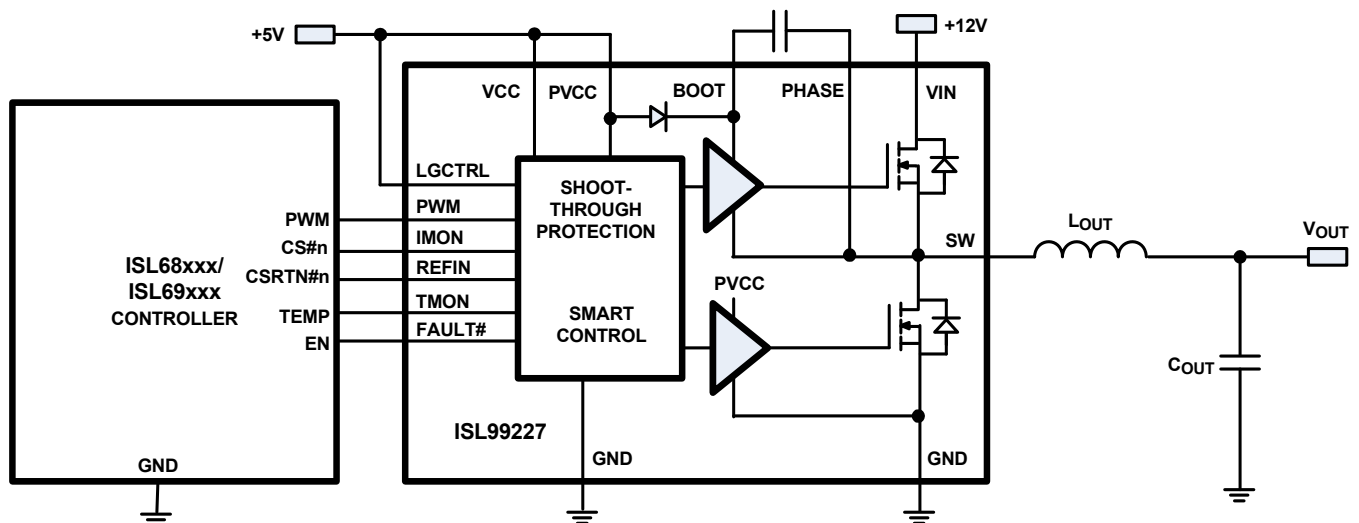 +5V
+12V
VCC
PVCC
BOOT
PHASE
VIN
LGCTRL
SHOOT-
THROUGH
PROTECTION
PWM
PWM
CS#n
IMON
ISL68xxx/
ISL69xxx
CONTROLLER
CSRTN#n
REFIN
TEMP
TMON
EN
FAULT#
SMART
CONTROL
PVCC
SW
LOUT
VOUT
COUT
ISL99227
GND
GND
GND